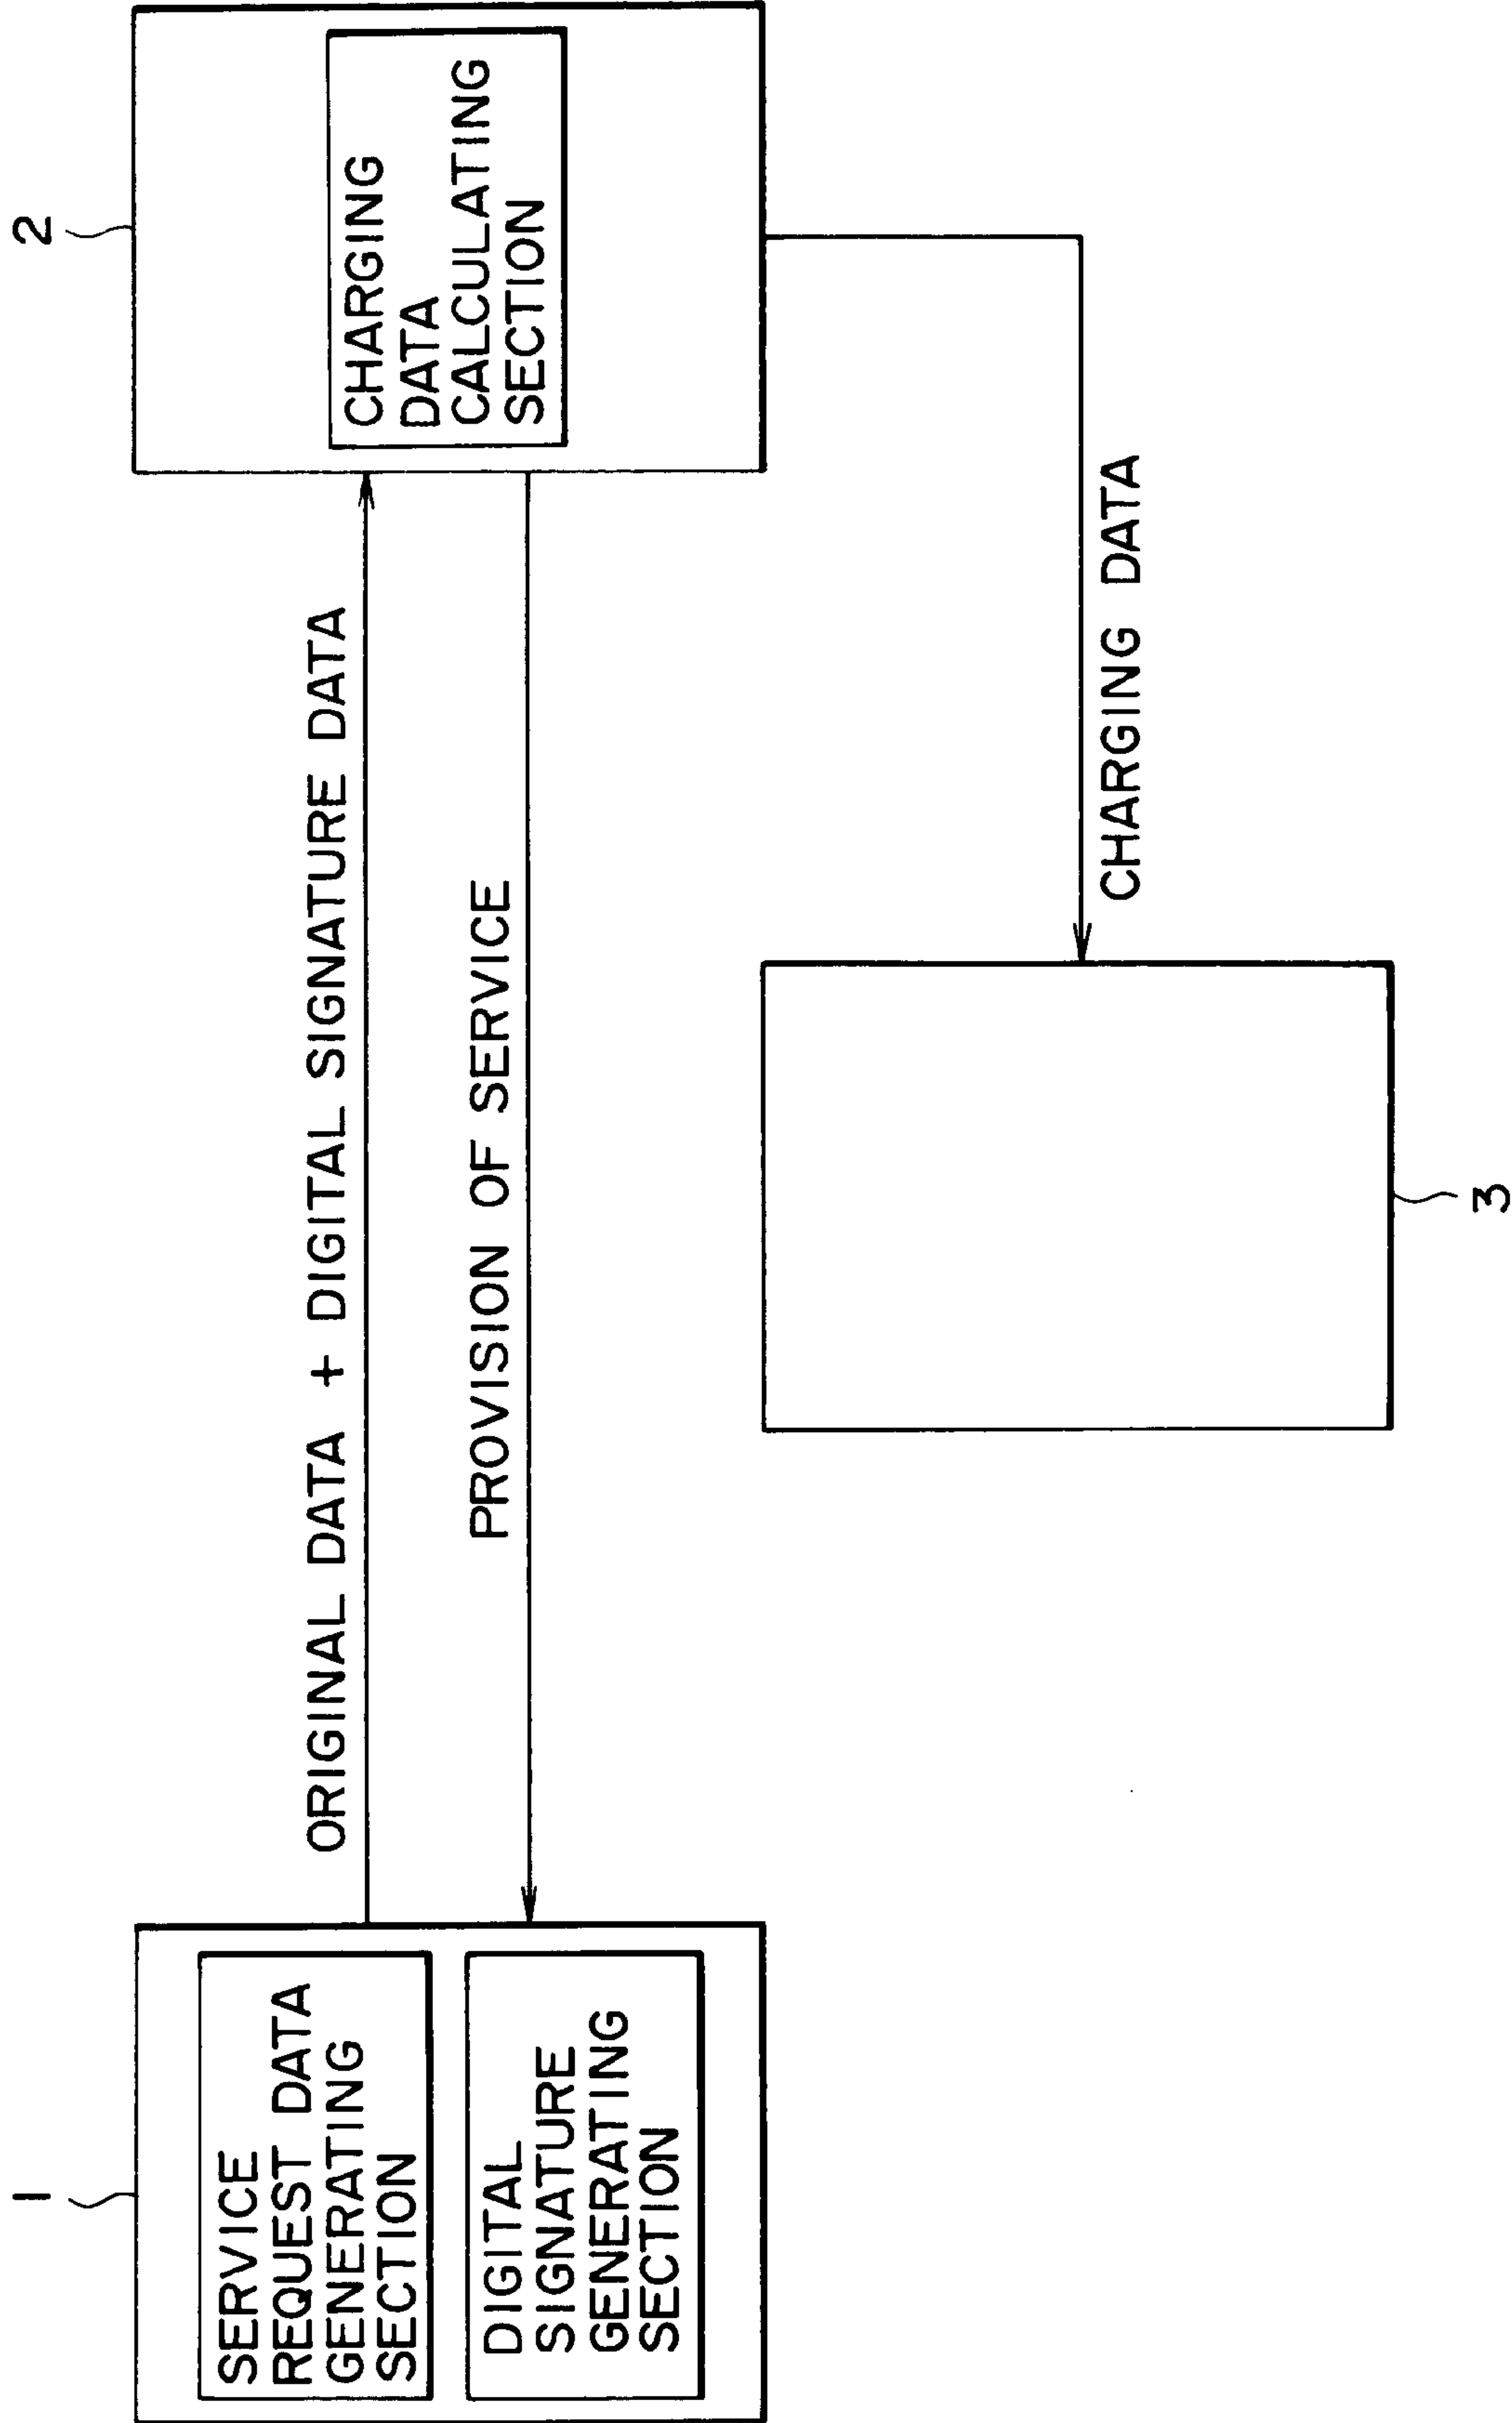 1
SERVICE
REQUEST DATA
GENERATING
SECTION
DIGITAL
SIGNATURE
GENERATING
SECTION
ORIGINAL DATA + DIGITAL SIGNATURE DATA
PROVISION OF SERVICE
2
CHARGING
DATA
CALCULATING
SECTION
CHARGING DATA
3